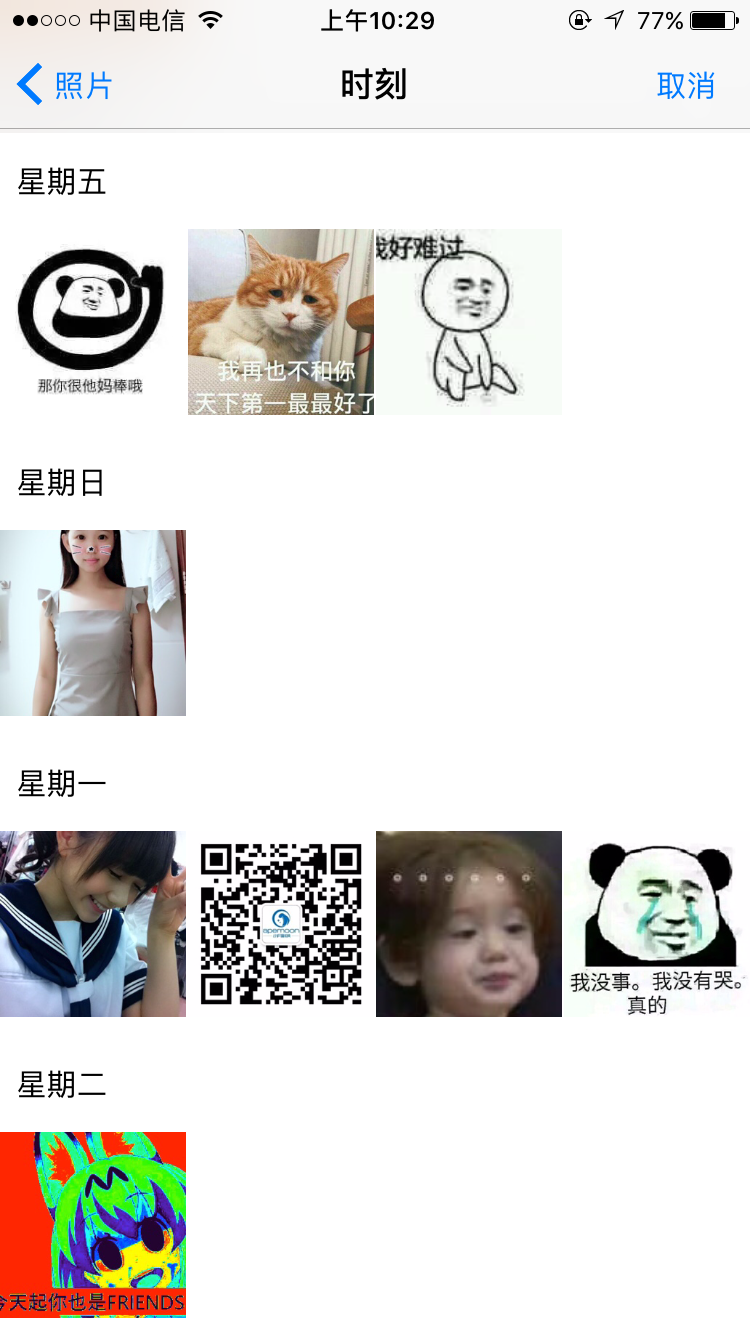 中国电信
上午10:29
77%
照片
时刻
取消
星期五
那你很他妈棒哦
我再也不和你
天下第一最最好了
我好难过
星期日
星期一
apemoon
我没事。我没有哭。
真的
星期二
今天起你也是FRIENDS